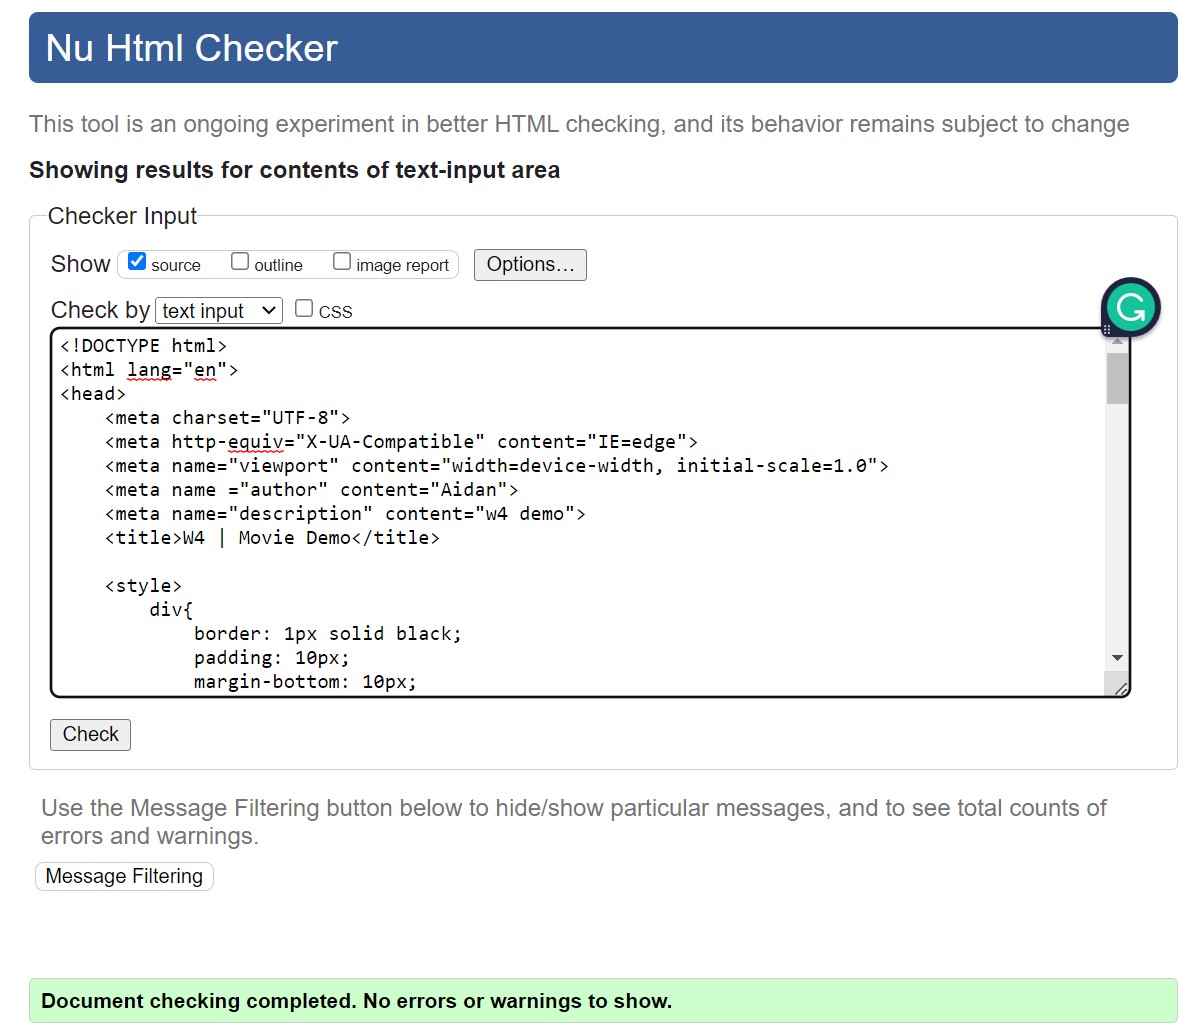 Nu Html Checker
This tool is an ongoing experiment in better HTML checking, and its behavior remains subject to change
Showing results for contents of text-input area
Checker Input
Show source outline image report Options...
Check by text input CSS
<!DOCTYPE html>
<html lang="en">
<head>
    <meta charset="UTF-8">
    <meta http-equiv="X-UA-Compatible" content="IE=edge">
    <meta name="viewport" content="width=device-width, initial-scale=1.0">
    <meta name ="author" content="Aidan">
    <meta name="description" content="w4 demo">
    <title>W4 | Movie Demo</title>

    <style>
        div{
            border: 1px solid black;
            padding: 10px;
            margin-bottom: 10px;
Check
Use the Message Filtering button below to hide/show particular messages, and to see total counts of
errors and warnings.
Message Filtering
Document checking completed. No errors or warnings to show.